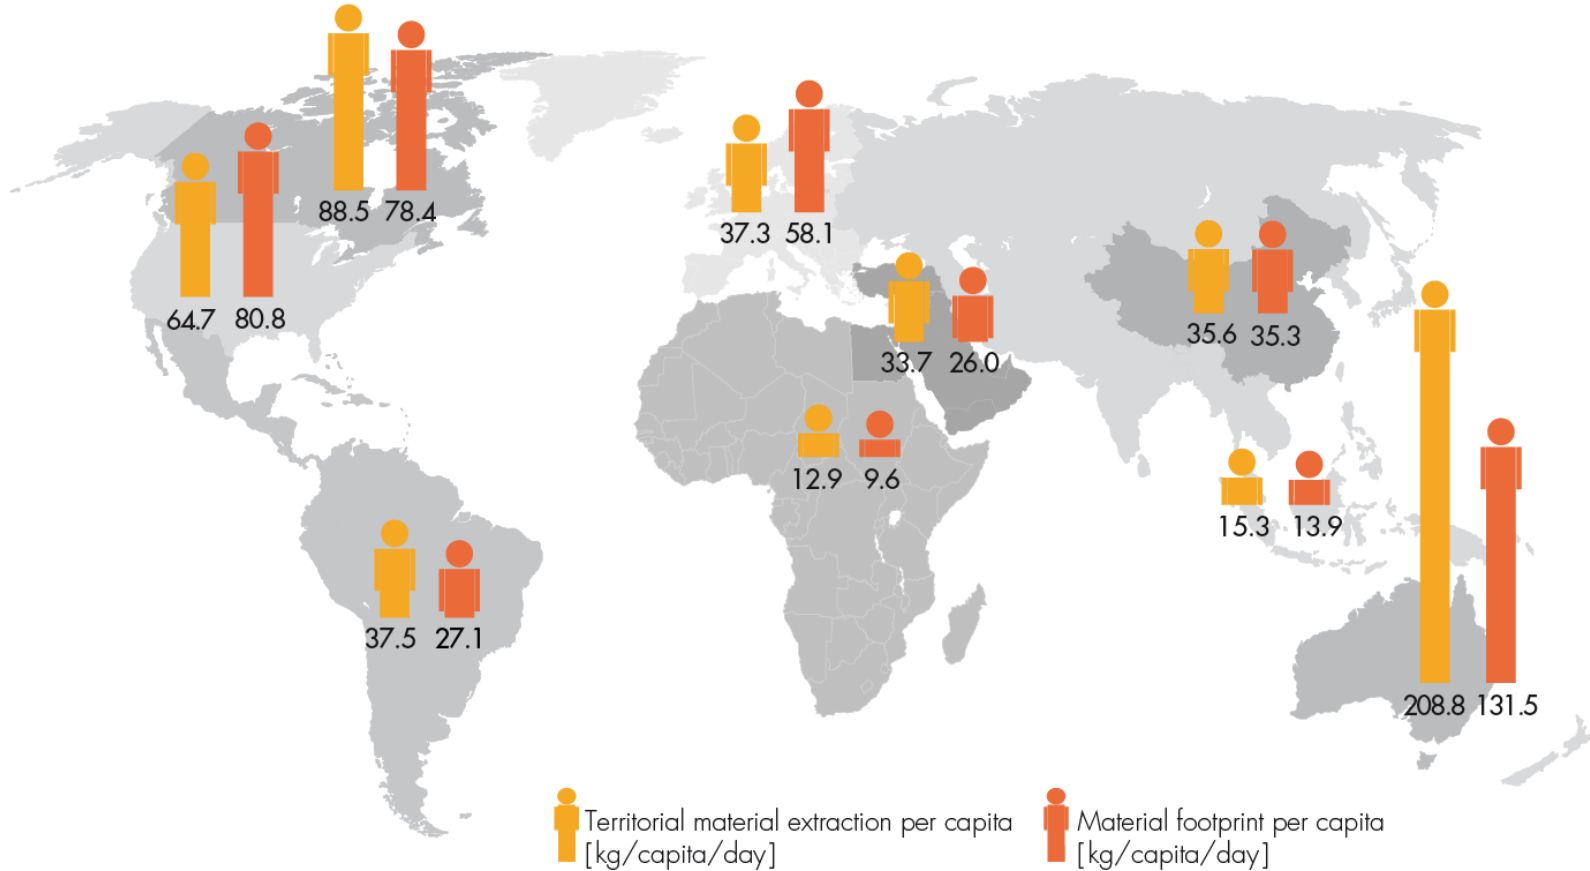 88.5 78.4
37.3 58.1
64.7 80.8
35.6 35.3
33.7 26.0
12.9 9.6
15.3 13.9
37.5 27.1
208.8 131.5
Territorial material extraction per capita
[kg/capita/day]
Material footprint per capita
[kg/capita/day]